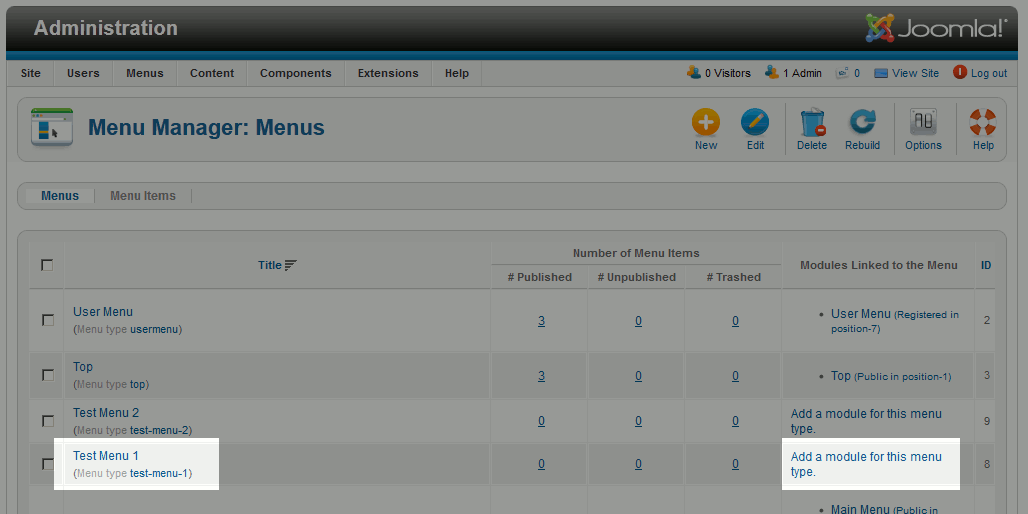 Administration
Joomla!®
Site Users Menus Content Components Extensions Help 0 Visitors 1 Admin 0 View Site Log out
Menu Manager: Menus
New Edit Delete Rebuild Options Help
Menus Menu Items
Title Number of Menu Items Modules Linked to the Menu ID
# Published # Unpublished # Trashed
User Menu
(Menu type usermenu)
3 0 0
User Menu (Registered in
position-7)
2
Top
(Menu type top)
3 0 0
Top (Public in position-1)
3
Test Menu 2
(Menu type test-menu-2)
0 0 0
Add a module for this menu
type.
9
Test Menu 1
(Menu type test-menu-1)
0 0 0
Add a module for this menu
type.
8
Main Menu (Public in